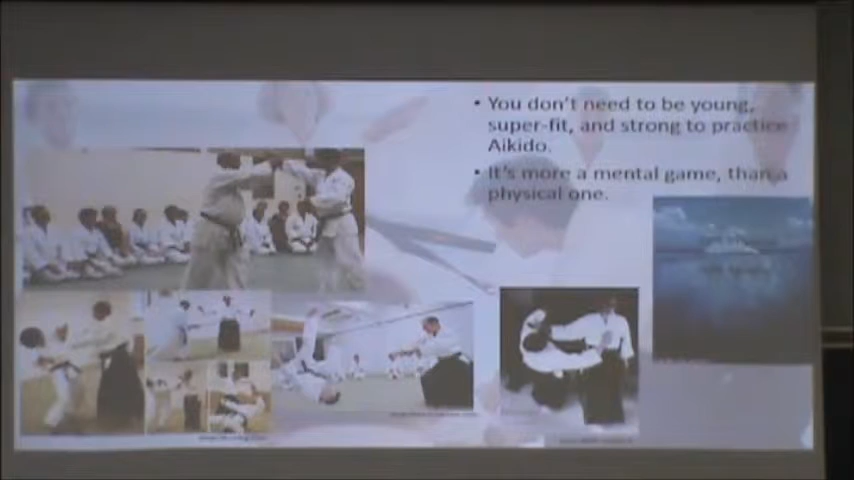 • You don't need to be young,
super-fit, and strong to practice
Aikido.
• It's more a mental game, than a
physical one.